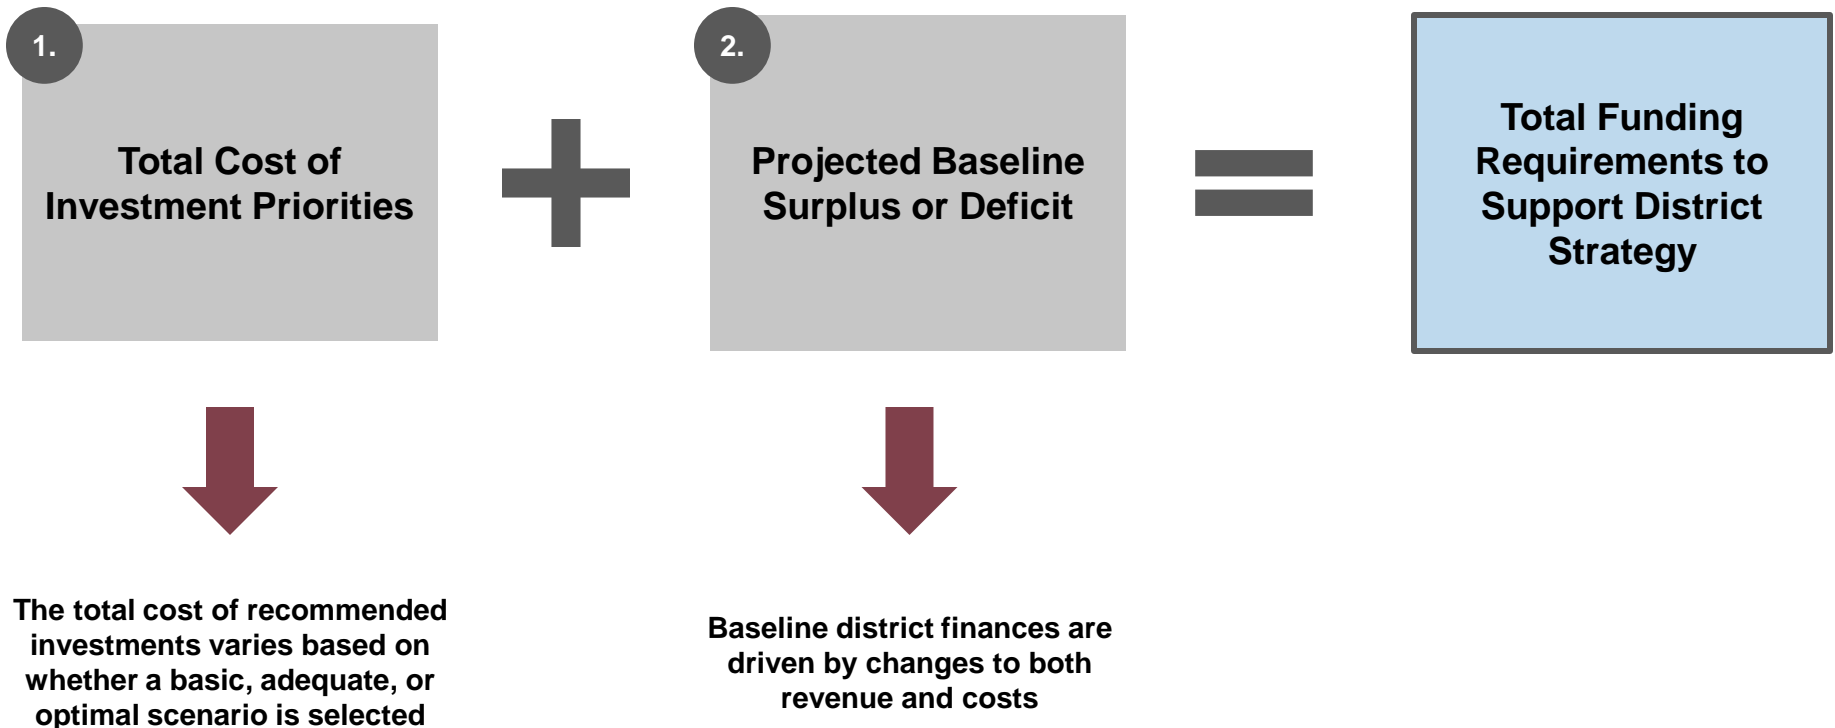 1.
Total Cost of
Investment Priorities
2.
Projected Baseline
Surplus or Deficit
Total Funding
Requirements to
Support District
Strategy
The total cost of recommended
investments varies based on
whether a basic, adequate, or
optimal scenario is selected
Baseline district finances are
driven by changes to both
revenue and costs